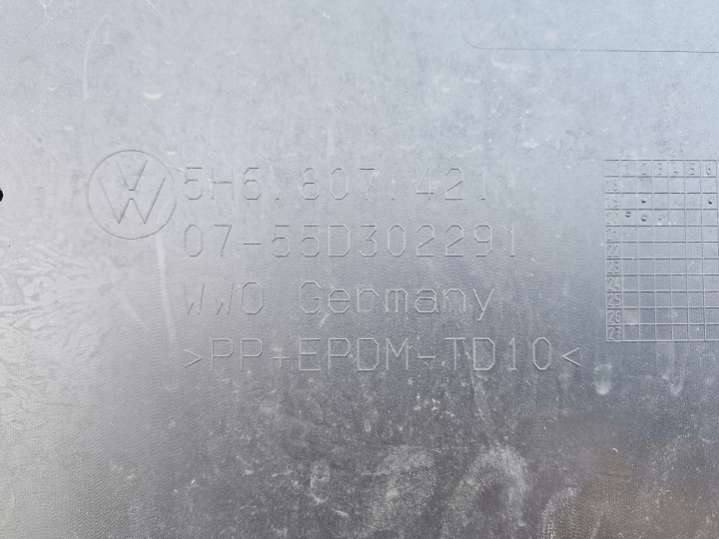 5H6.807.421
07-55D302291
WWO Germany
>PP+EPDM-TD10<